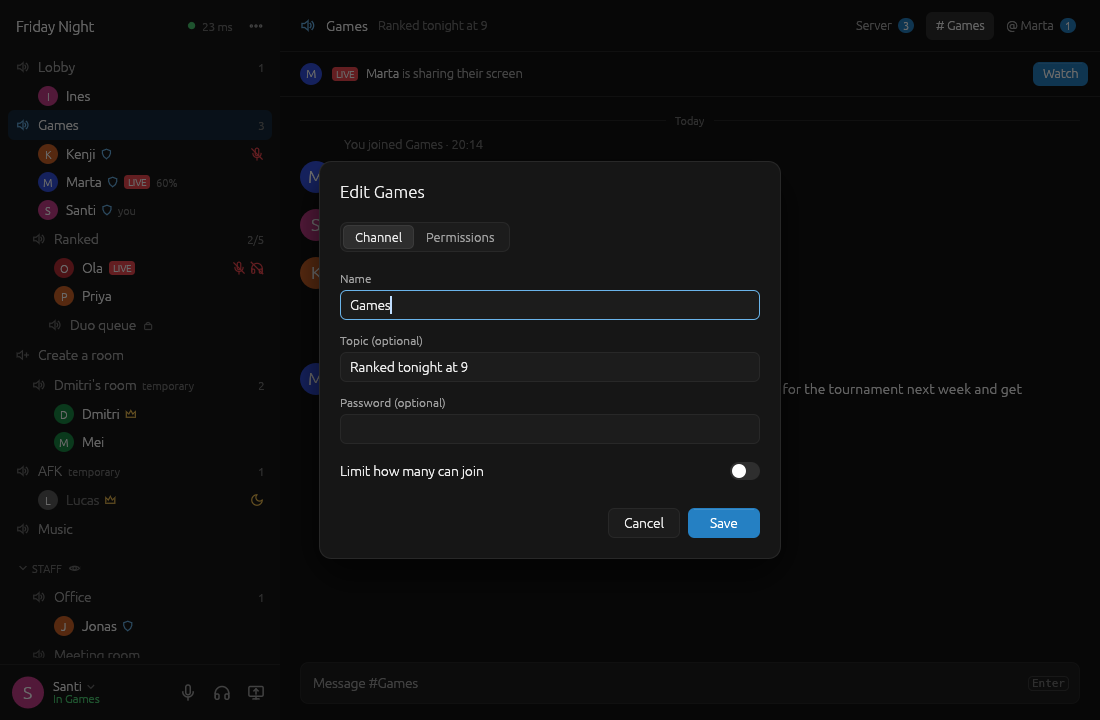 Friday Night
23 ms
Lobby 1
I Ines
Games 3
K Kenji
M Marta LIVE 60%
S Santi you
Ranked 2/5
O Ola LIVE
P Priya
Duo queue
Create a room
Dmitri's room temporary 2
D Dmitri
M Mei
AFK temporary 1
L Lucas
Music
STAFF
Office 1
J Jonas
Meeting room
S Santi
In Games
Games Ranked tonight at 9
Server 3 # Games @ Marta 1
M LIVE Marta is sharing their screen Watch
Today
You joined Games · 20:14
M
S
K
M
for the tournament next week and get
Edit Games
Channel Permissions
Name
Games
Topic (optional)
Ranked tonight at 9
Password (optional)
Limit how many can join
Cancel Save
Message #Games Enter